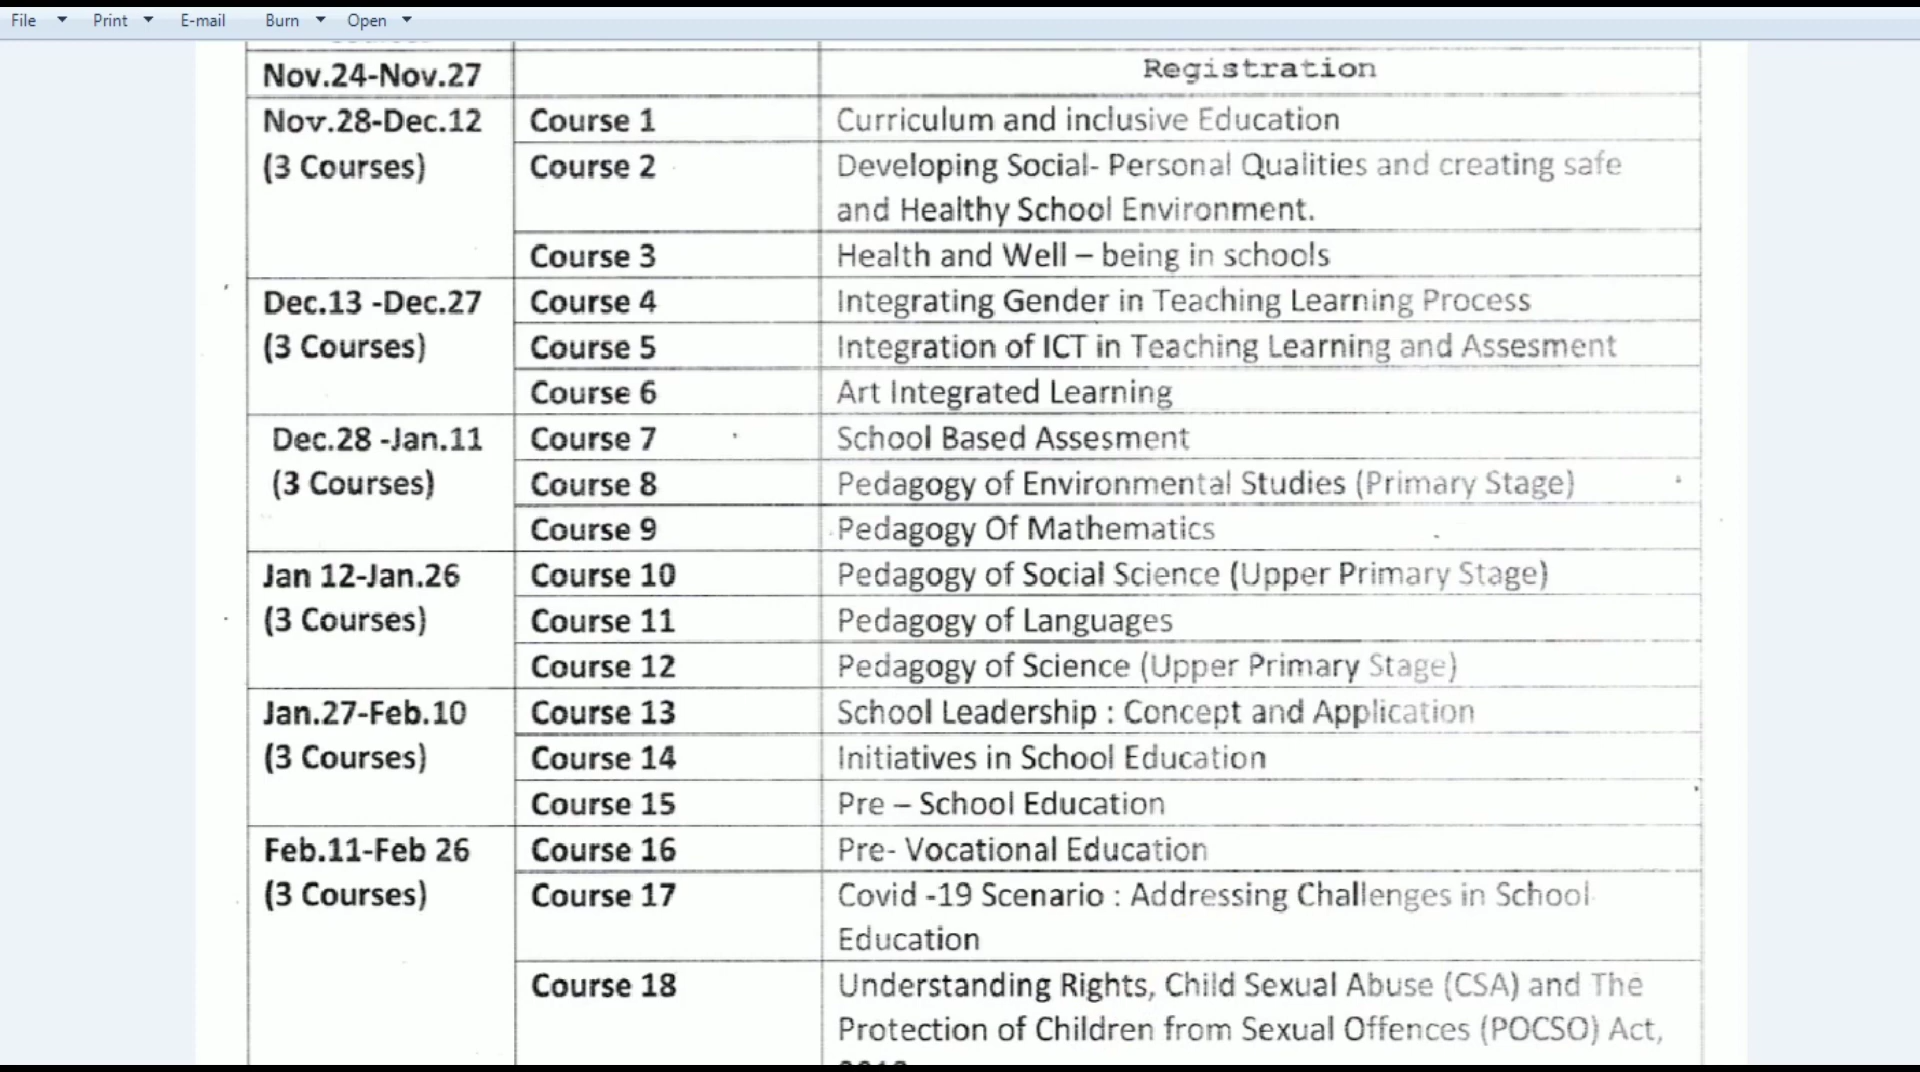 File Print E-mail Burn Open
Nov.24-Nov.27 Registration
Nov.28-Dec.12 Course 1 Curriculum and inclusive Education
(3 Courses) Course 2 Developing Social- Personal Qualities and creating safe
and Healthy School Environment.
Course 3 Health and Well – being in schools
Dec.13 -Dec.27 Course 4 Integrating Gender in Teaching Learning Process
(3 Courses) Course 5 Integration of ICT in Teaching Learning and Assesment
Course 6 Art Integrated Learning
Dec.28 -Jan.11 Course 7 School Based Assesment
(3 Courses) Course 8 Pedagogy of Environmental Studies (Primary Stage)
Course 9 Pedagogy Of Mathematics
Jan 12-Jan.26 Course 10 Pedagogy of Social Science (Upper Primary Stage)
(3 Courses) Course 11 Pedagogy of Languages
Course 12 Pedagogy of Science (Upper Primary Stage)
Jan.27-Feb.10 Course 13 School Leadership : Concept and Application
(3 Courses) Course 14 Initiatives in School Education
Course 15 Pre – School Education
Feb.11-Feb 26 Course 16 Pre- Vocational Education
(3 Courses) Course 17 Covid -19 Scenario : Addressing Challenges in School
Education
Course 18 Understanding Rights, Child Sexual Abuse (CSA) and The
Protection of Children from Sexual Offences (POCSO) Act,